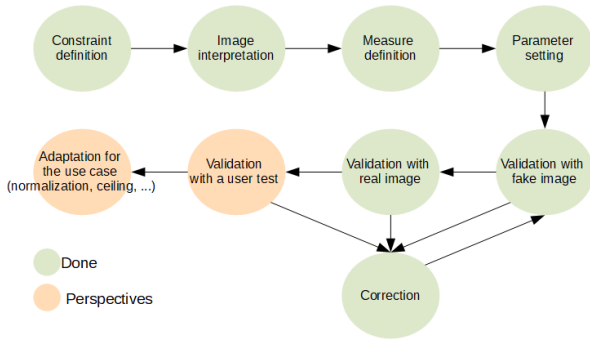 Constraint
definition
Image
interpretation
Measure
definition
Parameter
setting
Adaptation for
the use case
(normalization, ceiling, ...)
Validation
with a user test
Validation with
real image
Validation with
fake image
Correction
Done
Perspectives